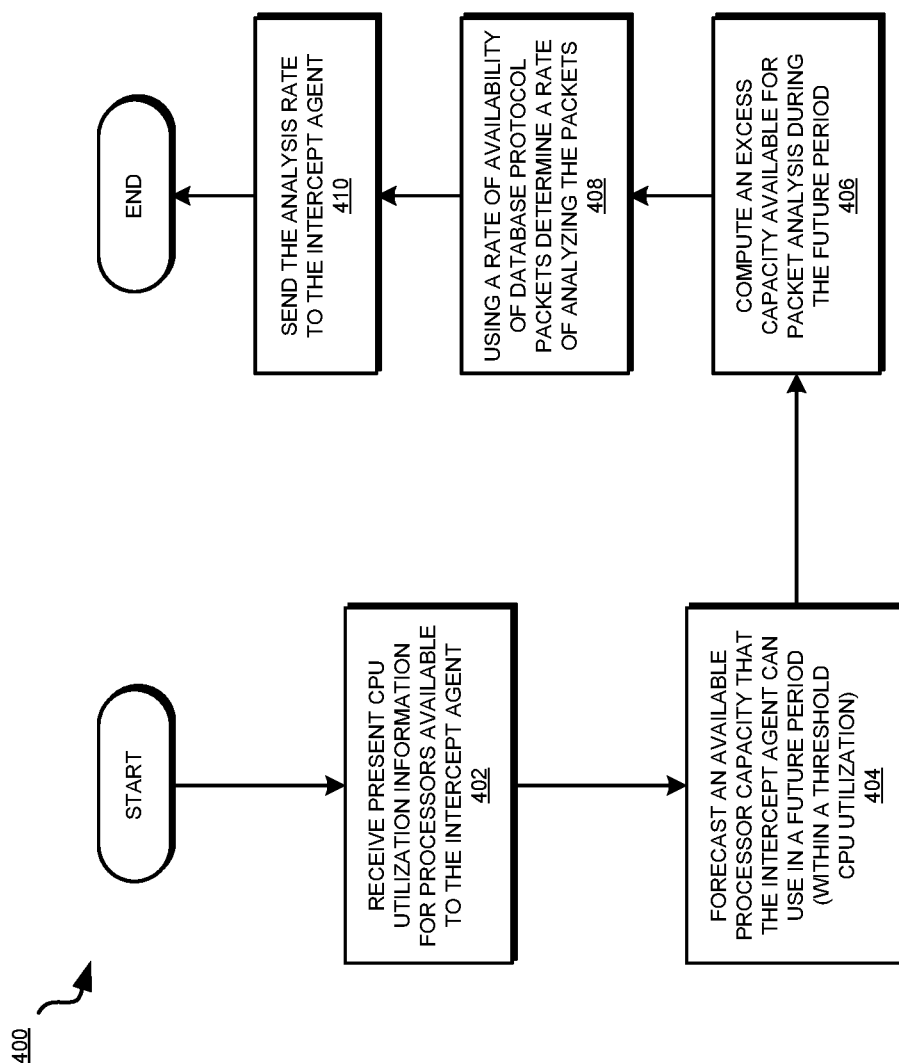 400
START
RECEIVE PRESENT CPU
UTILIZATION INFORMATION
FOR PROCESSORS AVAILABLE
TO THE INTERCEPT AGENT
402
FORECAST AN AVAILABLE
PROCESSOR CAPACITY THAT
THE INTERCEPT AGENT CAN
USE IN A FUTURE PERIOD
(WITHIN A THRESHOLD
CPU UTILIZATION)
404
COMPUTE AN EXCESS
CAPACITY AVAILABLE FOR
PACKET ANALYSIS DURING
THE FUTURE PERIOD
406
USING A RATE OF AVAILABILITY
OF DATABASE PROTOCOL
PACKETS DETERMINE A RATE
OF ANALYZING THE PACKETS
408
SEND THE ANALYSIS RATE
TO THE INTERCEPT AGENT
410
END